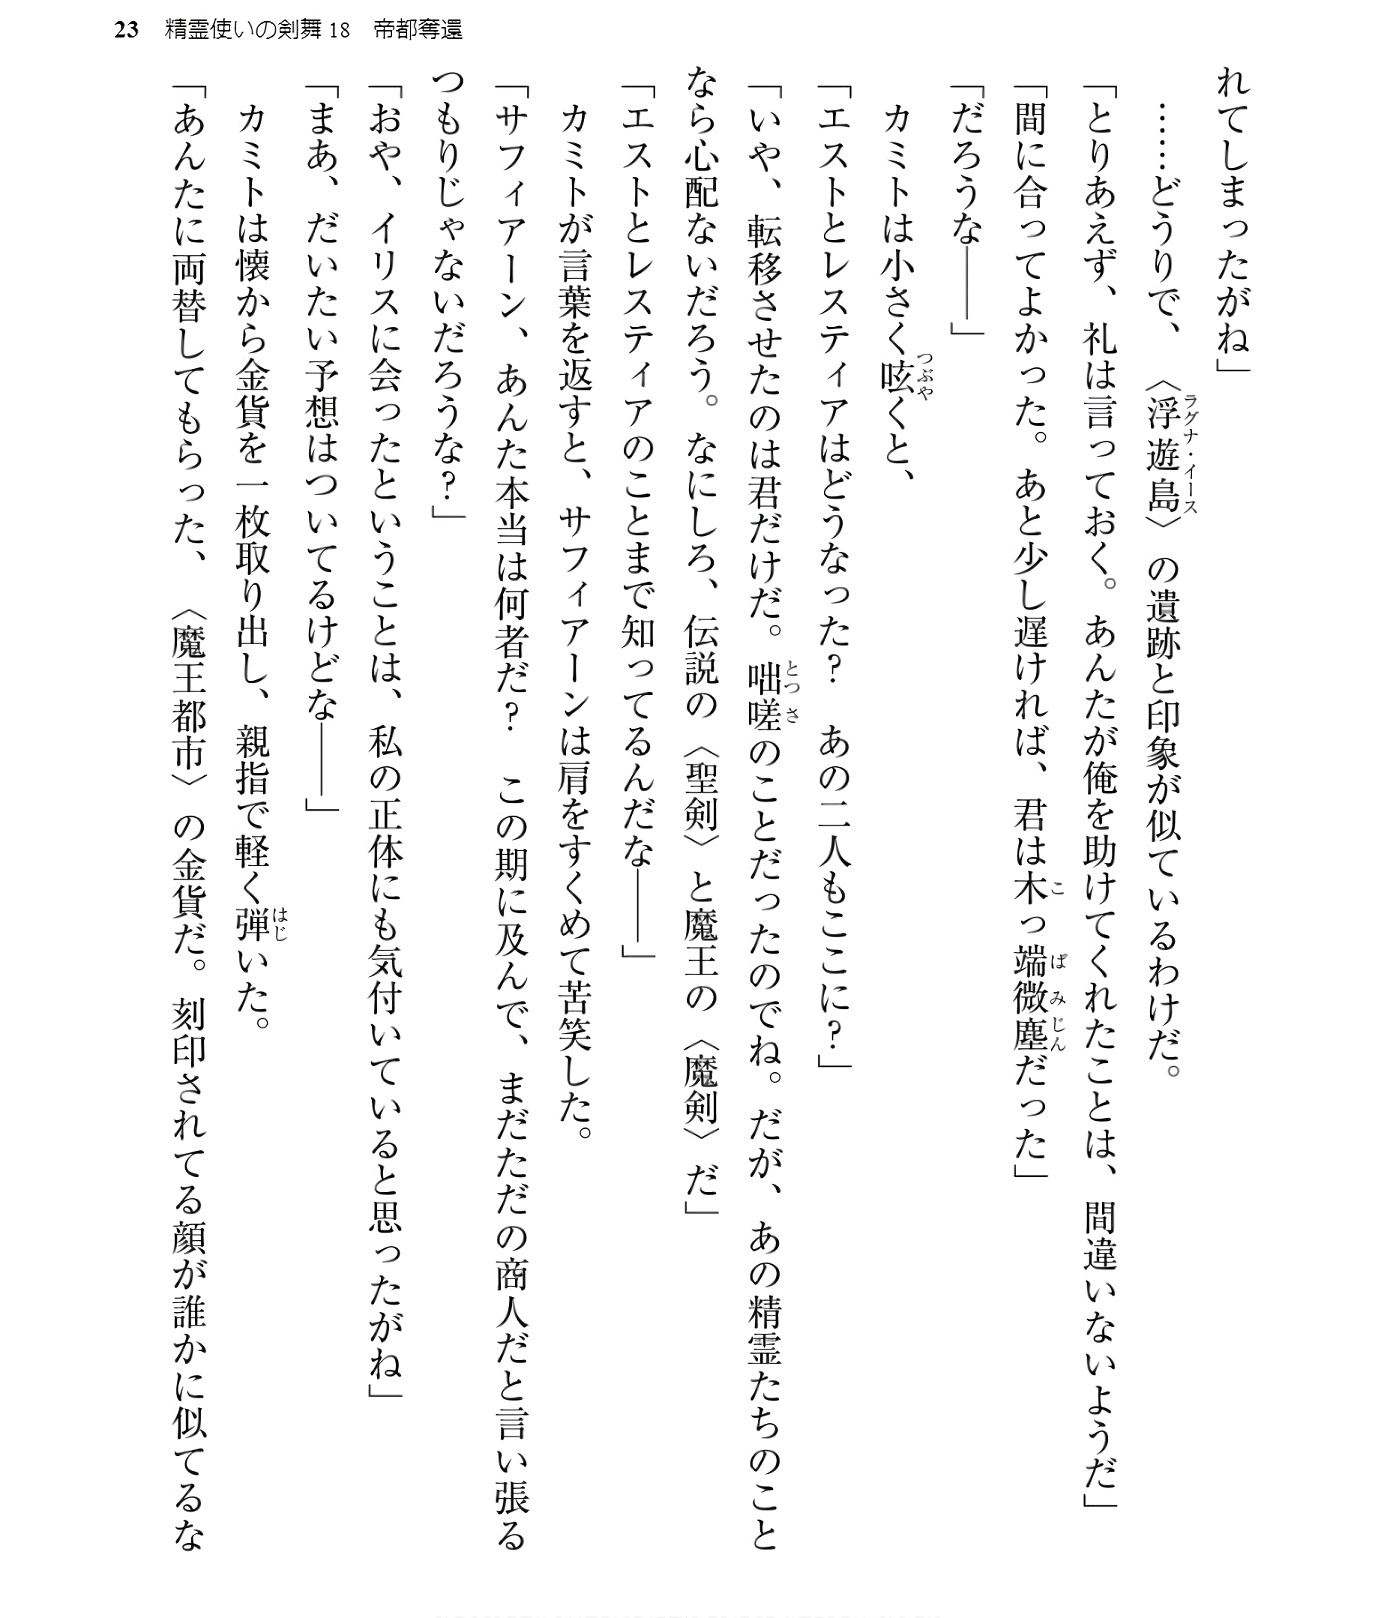 23　精霊使いの剣舞18　帝都奪還
れてしまったがね」
　……どうりで、〈浮遊島〉の遺跡と印象が似ているわけだ。
ラグナ・イース
「とりあえず、礼は言っておく。あんたが俺を助けてくれたことは、間違いないようだ」
「間に合ってよかった。あと少し遅ければ、君は木っ端微塵だった」
こ　ぱみじん
「だろうな――」
　カミトは小さく呟くと、
つぶや
「エストとレスティアはどうなった？　あの二人もここに？」
「いや、転移させたのは君だけだ。咄嗟のことだったのでね。だが、あの精霊たちのこと
とっさ
なら心配ないだろう。なにしろ、伝説の〈聖剣〉と魔王の〈魔剣〉だ」
「エストとレスティアのことまで知ってるんだな――」
　カミトが言葉を返すと、サフィアーンは肩をすくめて苦笑した。
「サフィアーン、あんた本当は何者だ？　この期に及んで、まだただの商人だと言い張る
つもりじゃないだろうな？」
「おや、イリスに会ったということは、私の正体にも気付いていると思ったがね」
「まあ、だいたい予想はついてるけどな――」
　カミトは懐から金貨を一枚取り出し、親指で軽く弾いた。
はじ
「あんたに両替してもらった、〈魔王都市〉の金貨だ。刻印されてる顔が誰かに似てるな